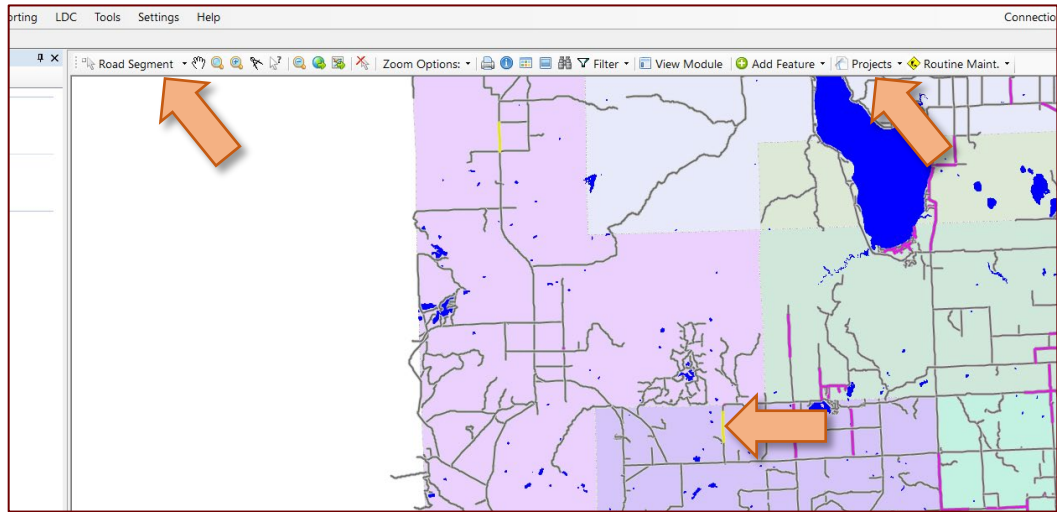 orting LDC Tools Settings Help Connectio
Road Segment Zoom Options: Filter View Module Add Feature Projects Routine Maint.